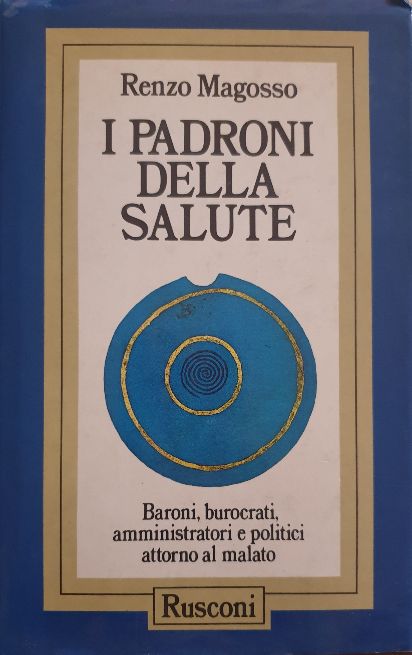 Renzo Magosso
I PADRONI
DELLA
SALUTE
Baroni, burocrati,
amministratori e politici
attorno al malato
Rusconi